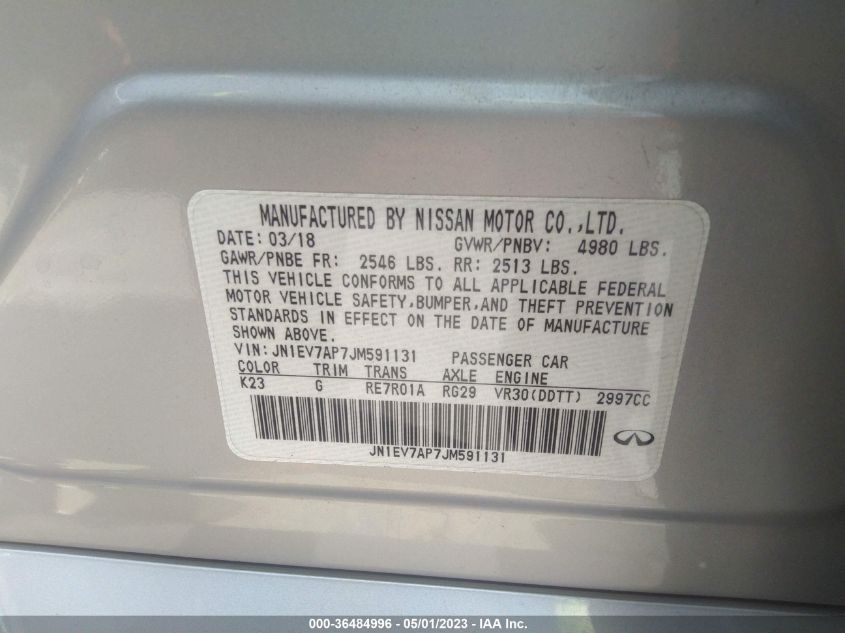 MANUFACTURED BY NISSAN MOTOR CO.,LTD.
DATE: 03/18 GVWR/PNBV: 4980 LBS.
GAWR/PNBE FR: 2546 LBS. RR: 2513 LBS.
THIS VEHICLE CONFORMS TO ALL APPLICABLE FEDERAL
MOTOR VEHICLE SAFETY,BUMPER,AND THEFT PREVENTION
STANDARDS IN EFFECT ON THE DATE OF MANUFACTURE
SHOWN ABOVE.
VIN:JN1EV7AP7JM591131 PASSENGER CAR
COLOR TRIM TRANS AXLE ENGINE
K23 G RE7R01A RG29 VR30(DDTT) 2997CC
JN1EV7AP7JM591131
000-36484996 - 05/01/2023 - IAA Inc.